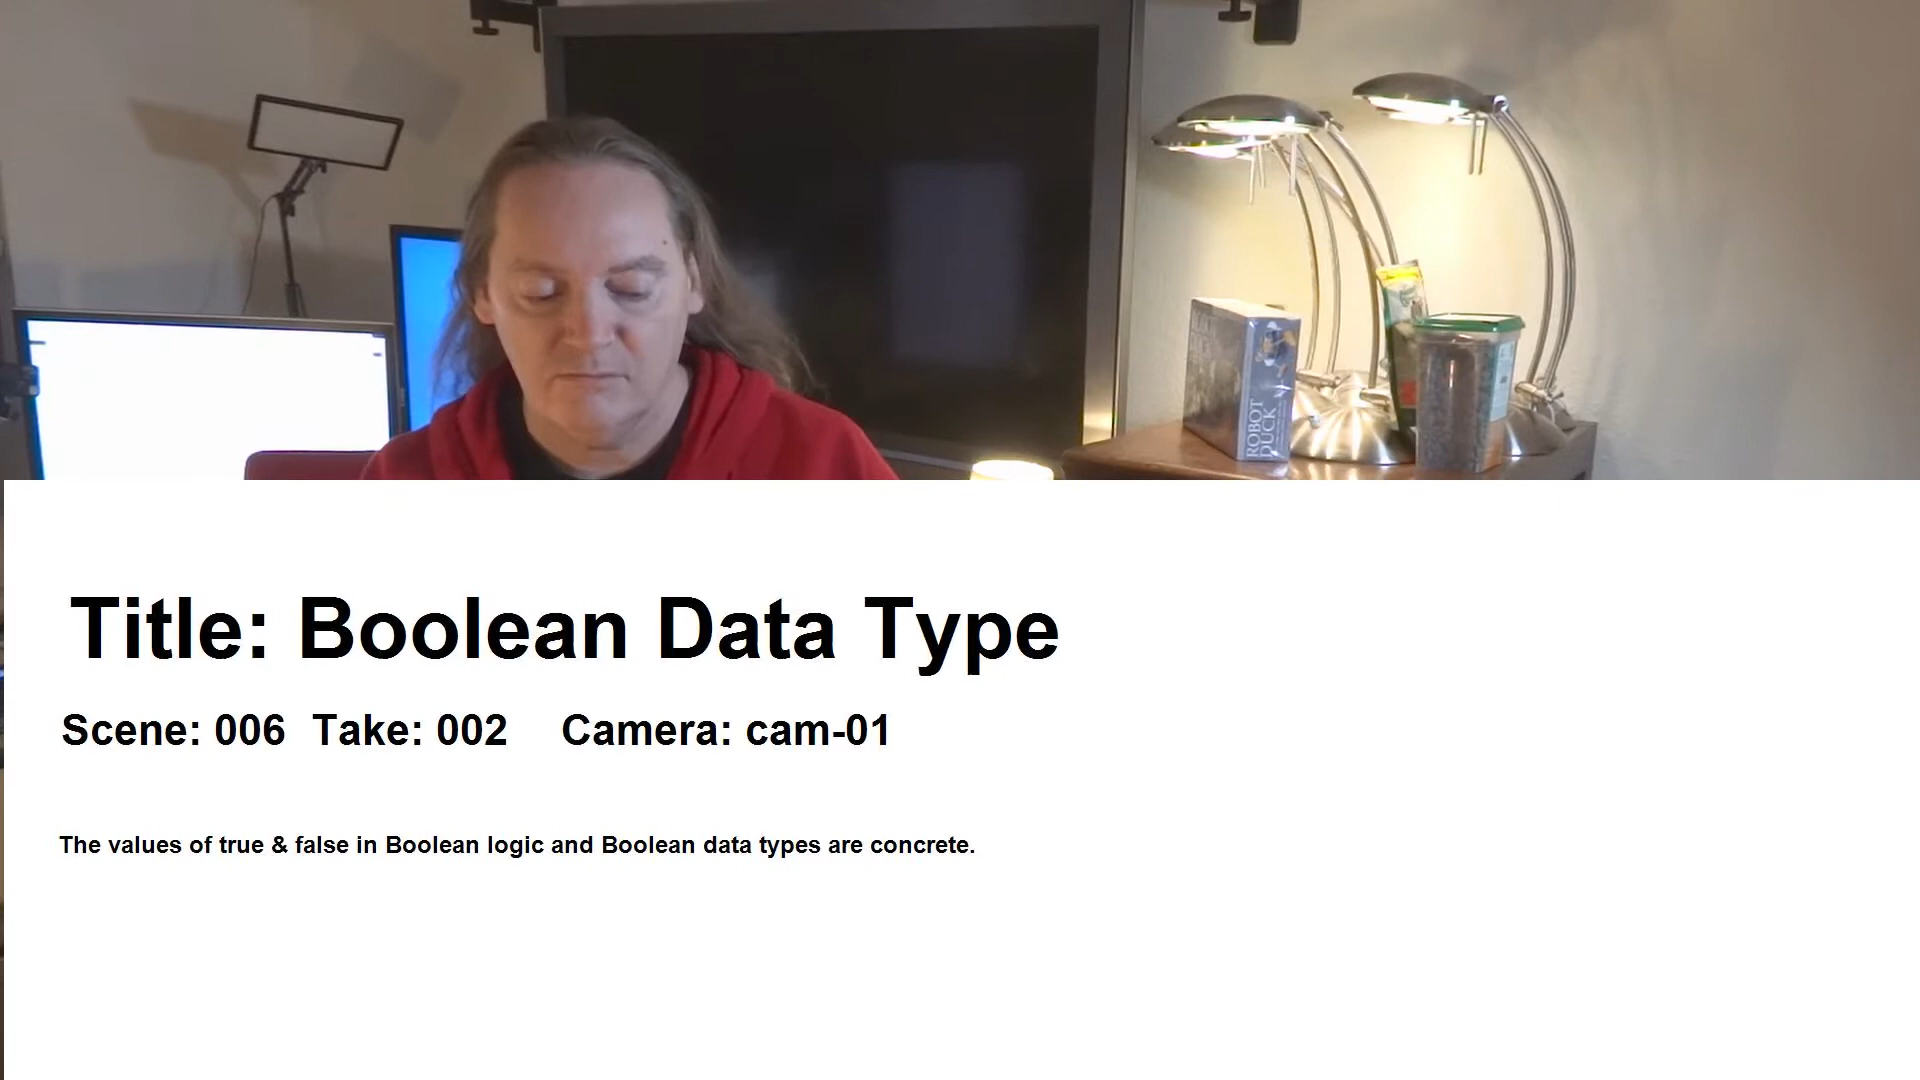 ROBOT
DUCK
Title: Boolean Data Type
Scene: 006 Take: 002 Camera: cam-01
The values of true & false in Boolean logic and Boolean data types are concrete.